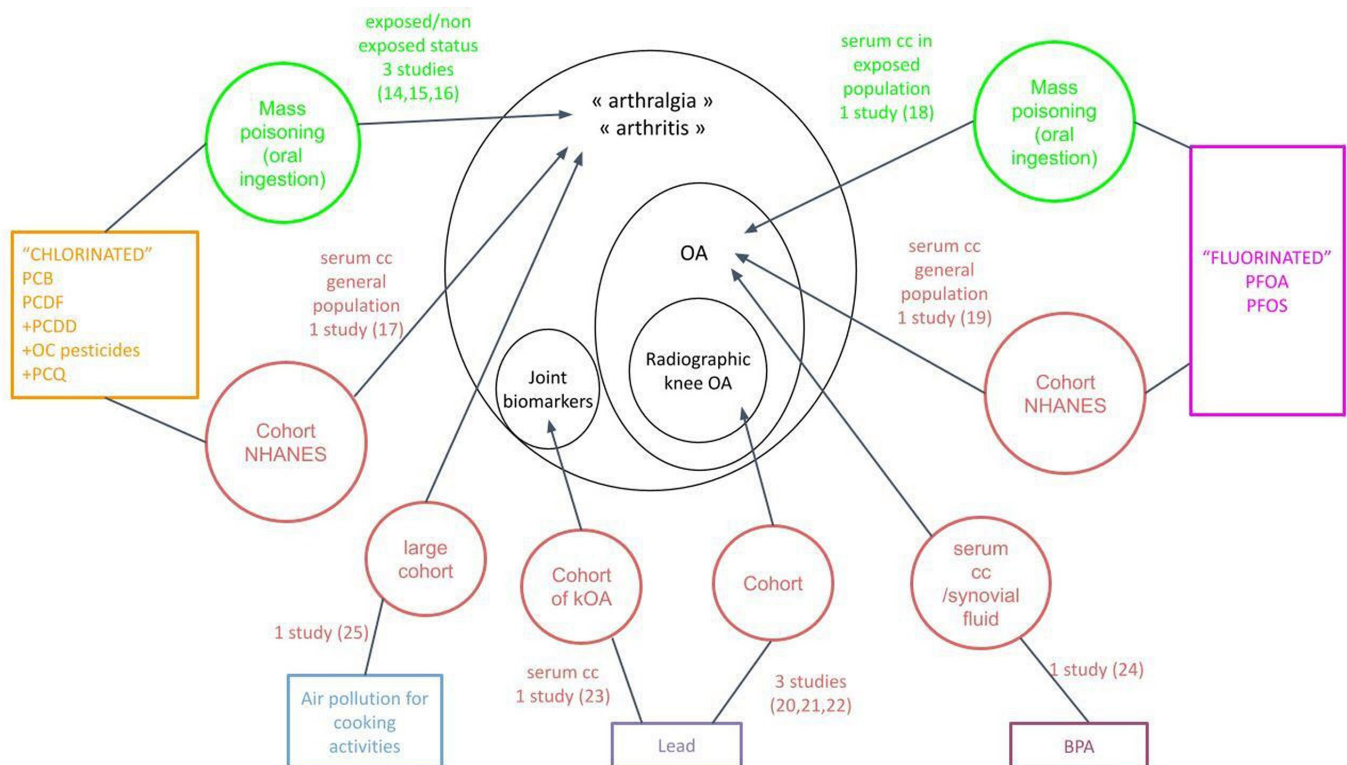 exposed/non
exposed status
3 studies
(14,15,16)
serum cc in
exposed
population
1 study (18)
Mass
poisoning
(oral
ingestion)
« arthralgia »
« arthritis »
Mass
poisoning
(oral
ingestion)
"CHLORINATED"
PCB
PCDF
+PCDD
+OC pesticides
+PCQ
serum cc
general
population
1 study (17)
OA
serum cc
general
population
1 study (19)
"FLUORINATED"
PFOA
PFOS
Joint
biomarkers
Radiographic
knee OA
Cohort
NHANES
Cohort
NHANES
large
cohort
Cohort
of kOA
Cohort
serum
cc
/synovial
fluid
1 study (25)
serum cc
1 study (23)
3 studies
(20,21,22)
1 study (24)
Air pollution for
cooking
activities
Lead
BPA